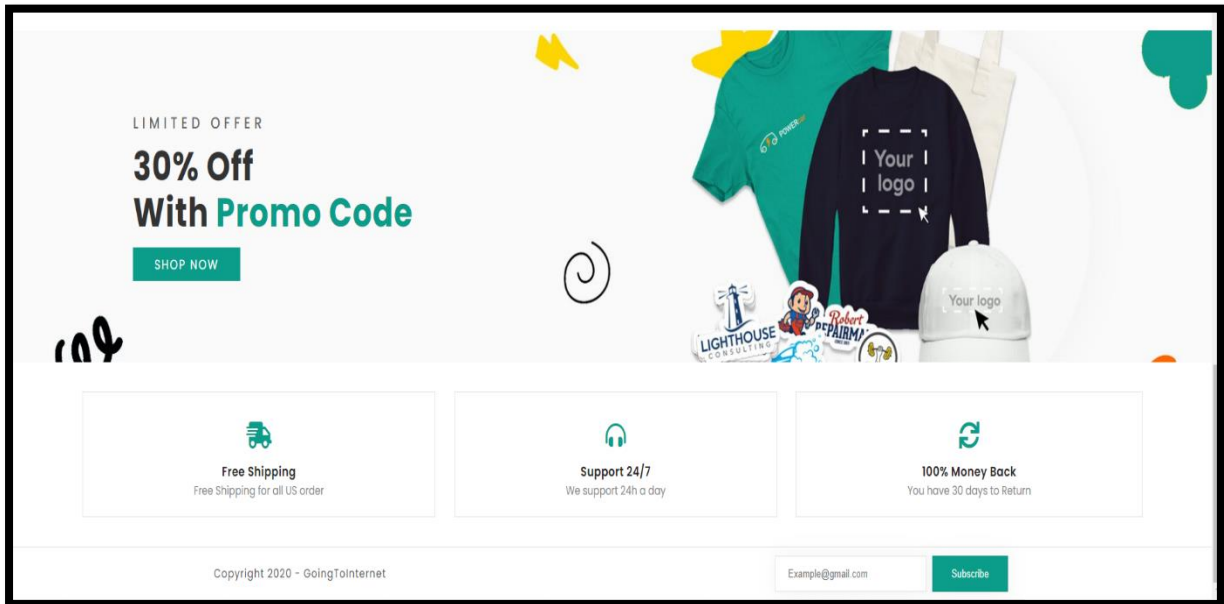 LIMITED OFFER
30% Off
With Promo Code
SHOP NOW
POWER
Your
logo
Your logo
LIGHTHOUSE
CONSULTING
Robert
REPAIRMAN
Free Shipping
Free Shipping for all US order
Support 24/7
We support 24h a day
100% Money Back
You have 30 days to Return
Copyright 2020 - GoingToInternet
Example@gmail.com
Subscribe